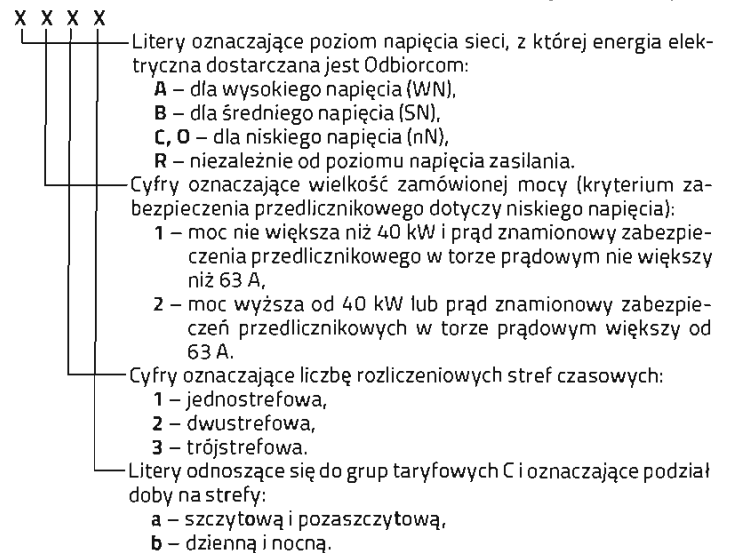 X X X X
Litery oznaczające poziom napięcia sieci, z której energia elek-
tryczna dostarczana jest Odbiorcom:
A – dla wysokiego napięcia (WN),
B – dla średniego napięcia (SN),
C, O – dla niskiego napięcia (nN),
R – niezależnie od poziomu napięcia zasilania.
Cyfry oznaczające wielkość zamówionej mocy (kryterium za-
bezpieczenia przedlicznikowego dotyczy niskiego napięcia):
1 – moc nie większa niż 40 kW i prąd znamionowy zabezpie-
czenia przedlicznikowego w torze prądowym nie większy
niż 63 A,
2 – moc wyższa od 40 kW lub prąd znamionowy zabezpie-
czeń przedlicznikowych w torze prądowym większy od
63 A.
Cyfry oznaczające liczbę rozliczeniowych stref czasowych:
1 – jednostrefowa,
2 – dwustrefowa,
3 – trójstrefowa.
Litery odnoszące się do grup taryfowych C i oznaczające podział
doby na strefy:
a – szczytową i pozaszczytową,
b – dzienną i nocną.